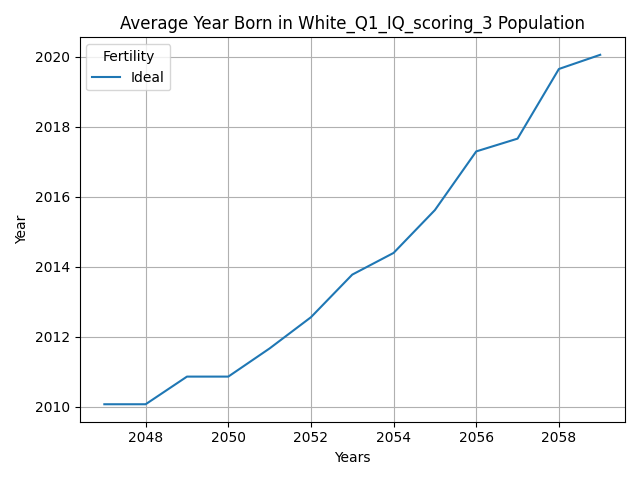 Average Year Born in White_Q1_IQ_scoring_3 Population
Fertility
Ideal
Year
2020
2018
2016
2014
2012
2010
2048 2050 2052 2054 2056 2058
Years